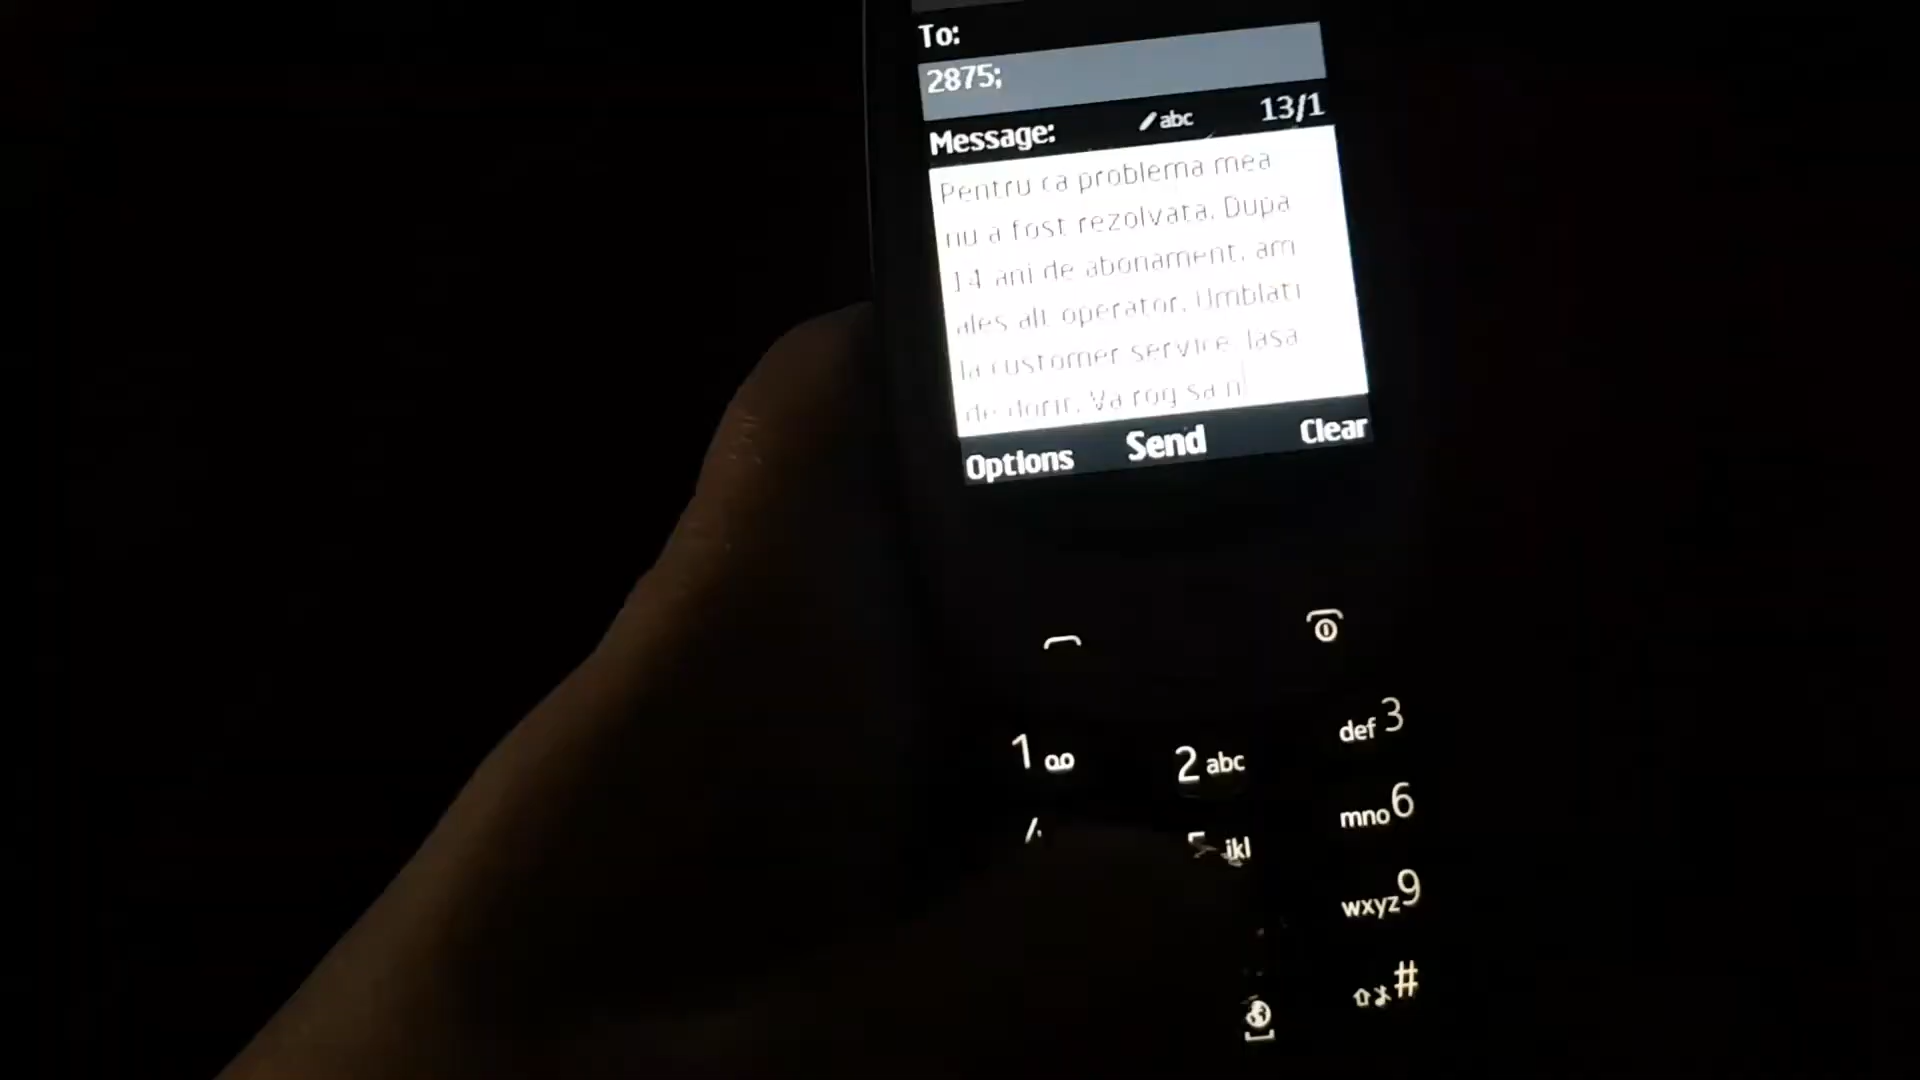 To:
2875;
Message:
abc
13/1
Pentru ca problema mea
nu a fost rezolvata. Dupa
14 ani de abonament, am
ales alt operator. Umblati
la customer service, lasa
de dorit. Va rog sa n
Options Send Clear
1
2 abc
def 3
5 jkl
mno 6
wxyz 9
#